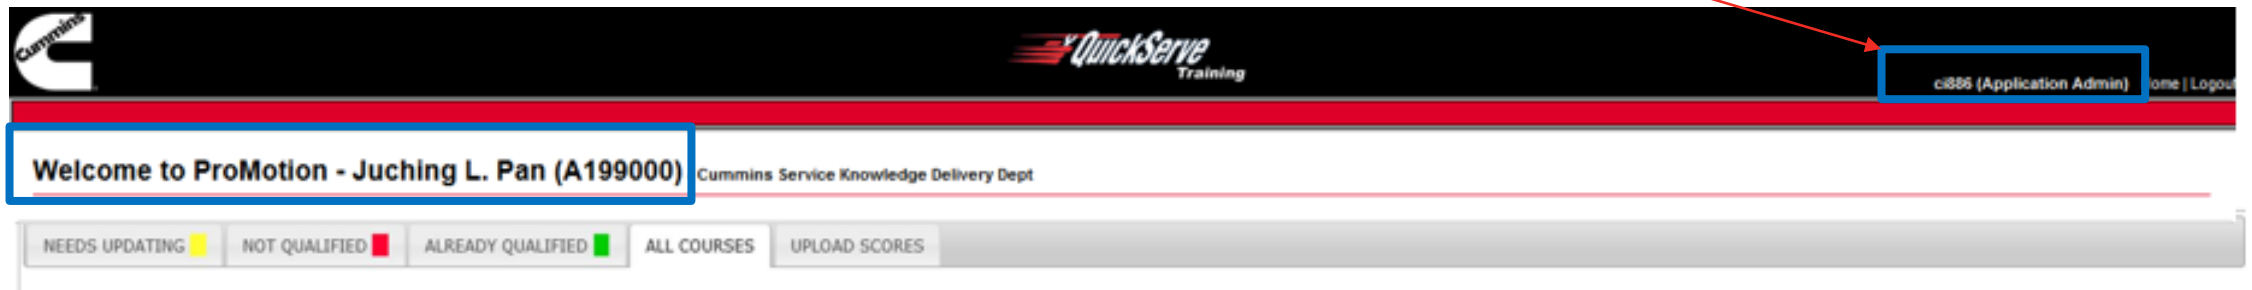 Cummins
QuickServe
Training
ci886 (Application Admin) ome | Logout
Welcome to ProMotion - Juching L. Pan (A199000) Cummins Service Knowledge Delivery Dept
NEEDS UPDATING NOT QUALIFIED ALREADY QUALIFIED ALL COURSES UPLOAD SCORES